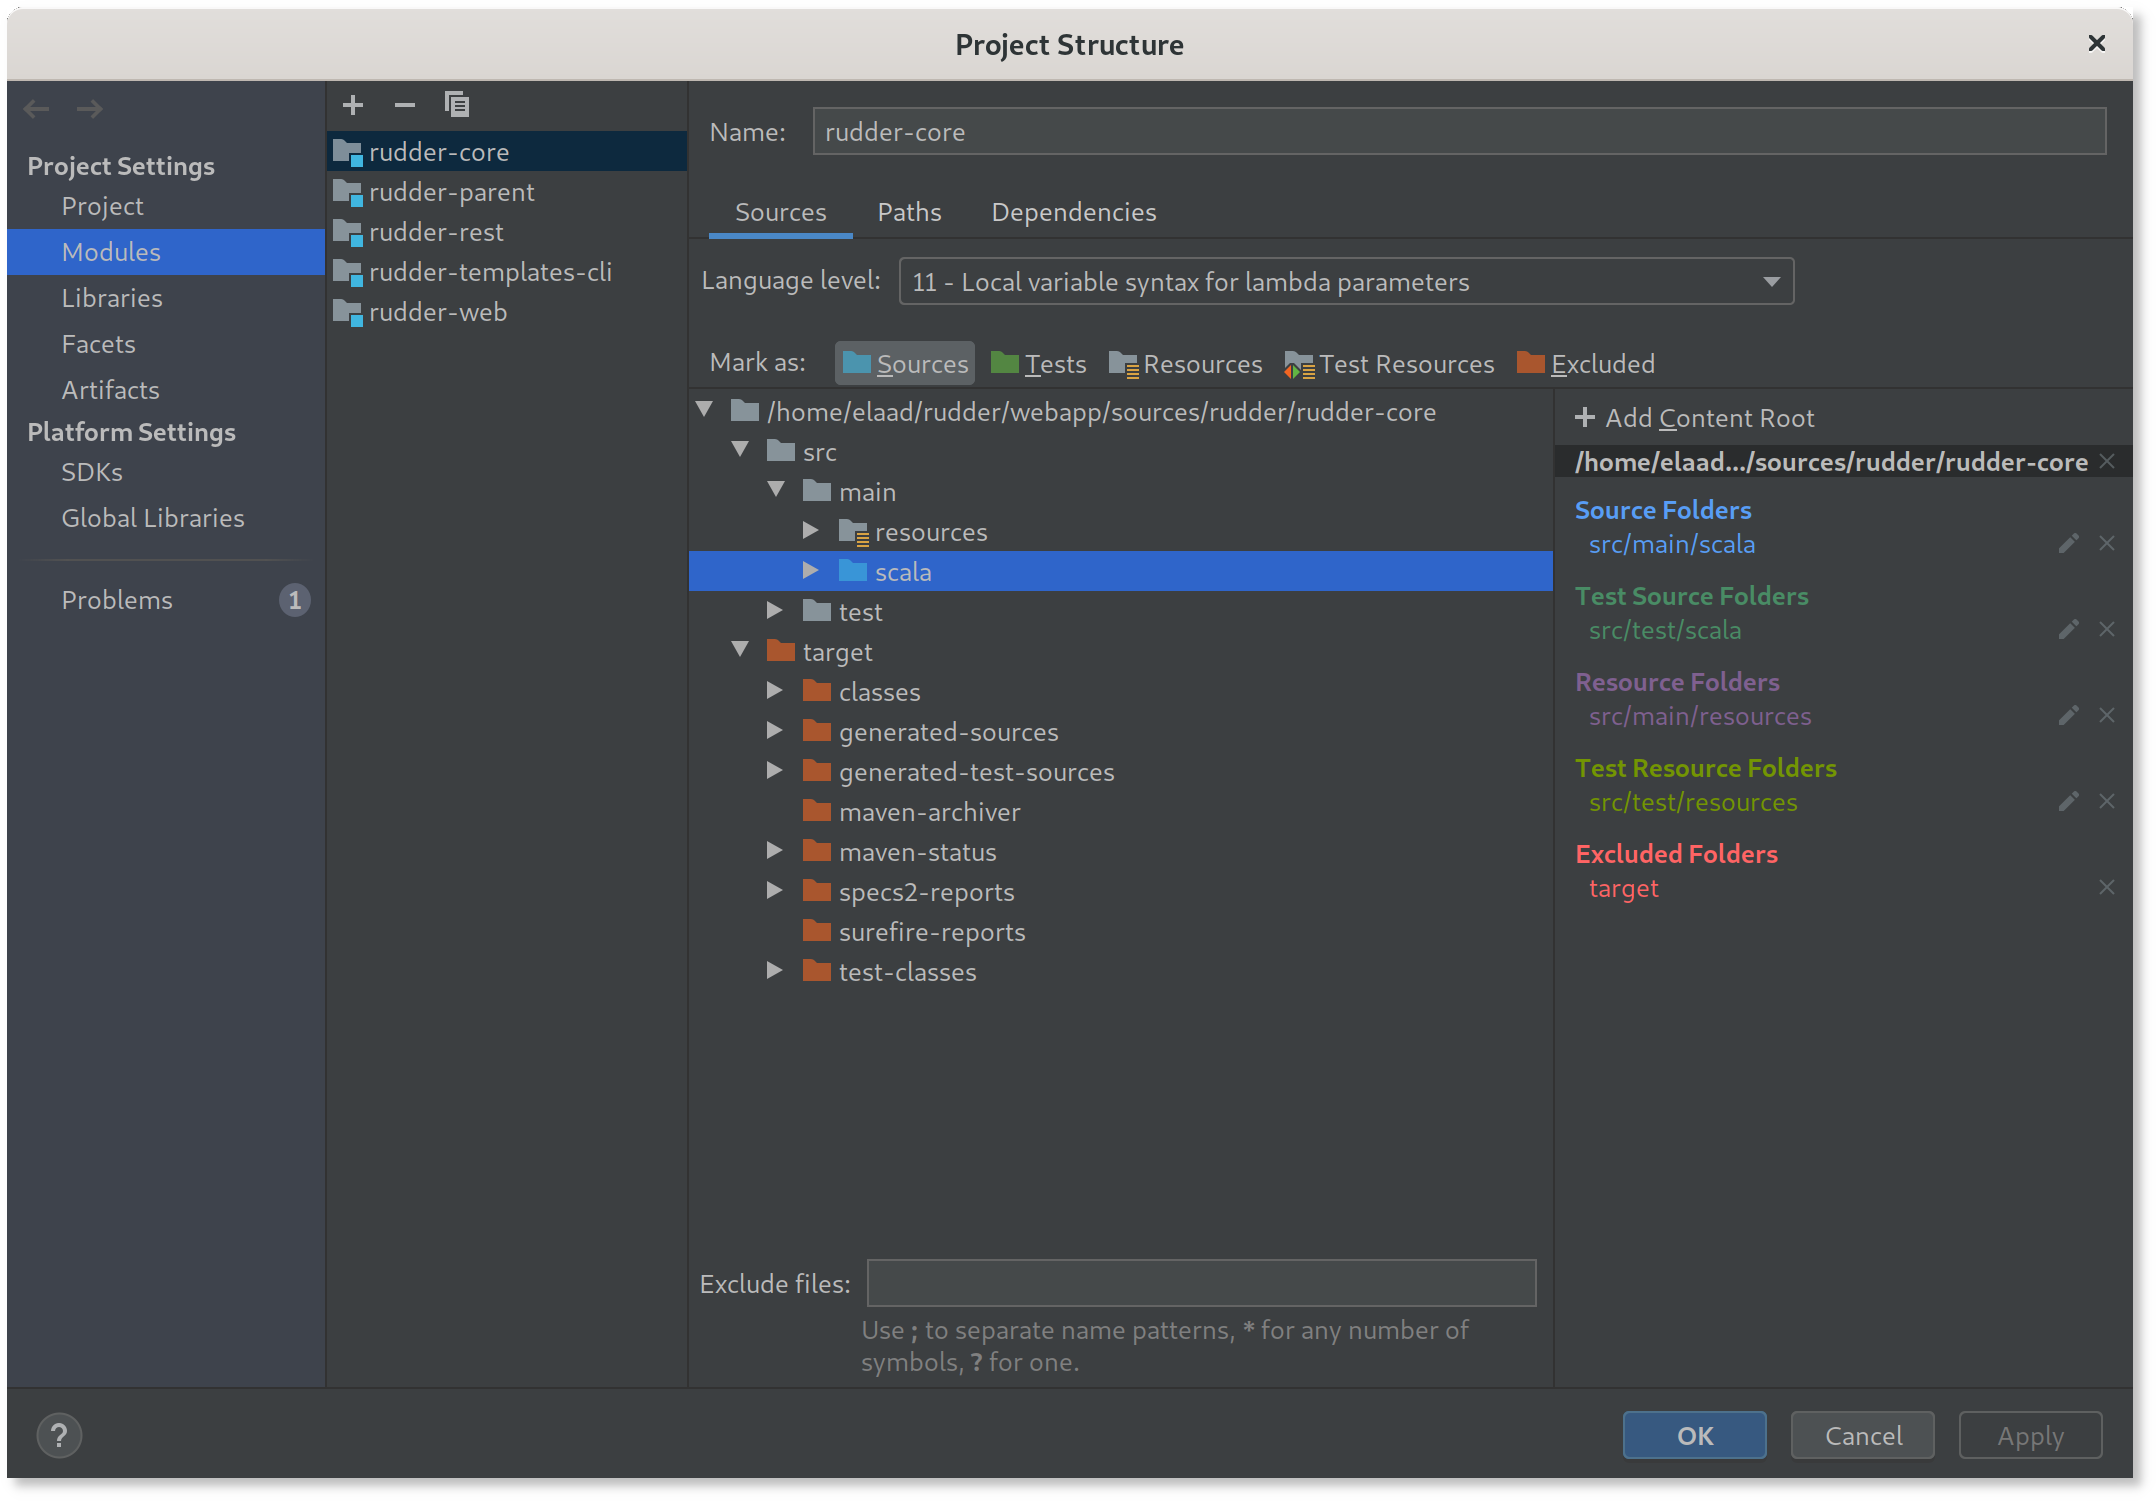 Project Structure
Project Settings
Project
Modules
Libraries
Facets
Artifacts
Platform Settings
SDKs
Global Libraries
Problems 1
rudder-core
rudder-parent
rudder-rest
rudder-templates-cli
rudder-web
Name: rudder-core
Sources Paths Dependencies
Language level: 11 - Local variable syntax for lambda parameters
Mark as: Sources Tests Resources Test Resources Excluded
/home/elaad/rudder/webapp/sources/rudder/rudder-core
src
main
resources
scala
test
target
classes
generated-sources
generated-test-sources
maven-archiver
maven-status
specs2-reports
surefire-reports
test-classes
Exclude files:
Use ; to separate name patterns, * for any number of
symbols, ? for one.
+ Add Content Root
/home/elaad.../sources/rudder/rudder-core
Source Folders
src/main/scala
Test Source Folders
src/test/scala
Resource Folders
src/main/resources
Test Resource Folders
src/test/resources
Excluded Folders
target
?
OK Cancel Apply